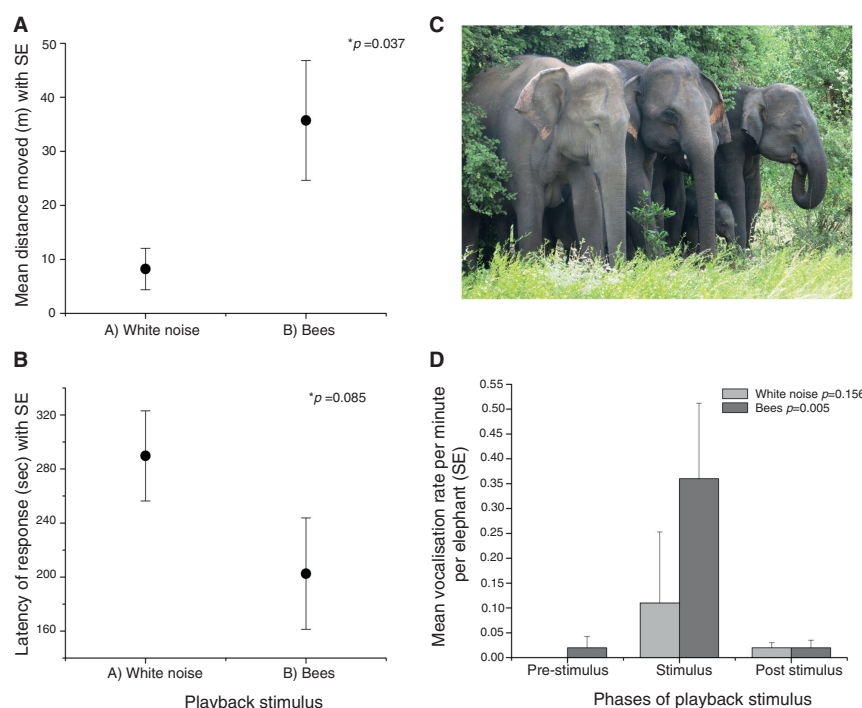 A
*p=0.037
Mean distance moved (m) with SE
50
40
30
20
10
0
A) White noise
B) Bees
B
*p=0.085
Latency of response (sec) with SE
320
280
240
200
160
A) White noise
B) Bees
Playback stimulus
C
D
White noise p=0.156
Bees p=0.005
Mean vocalisation rate per minute
per elephant (SE)
0.55
0.50
0.45
0.40
0.35
0.30
0.25
0.20
0.15
0.10
0.05
0.00
Pre-stimulus
Stimulus
Post stimulus
Phases of playback stimulus